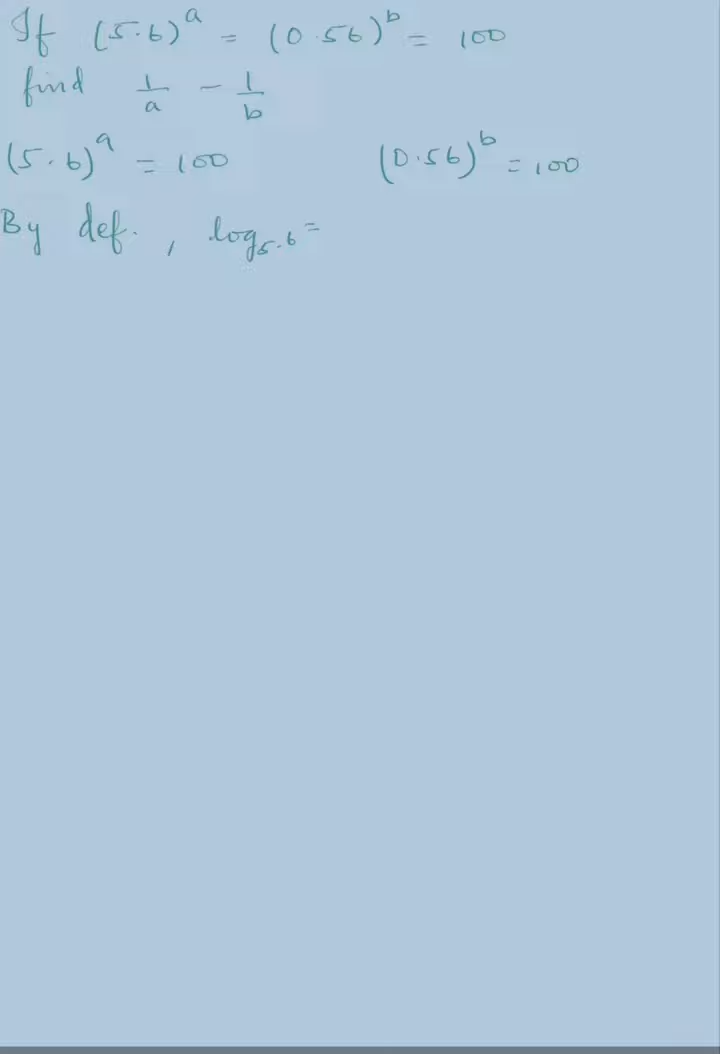 If (5.6)^a = (0.56)^b = 100
find 1/a - 1/b
(5.6)^a = 100 (0.56)^b = 100
By def., log_5.6 =